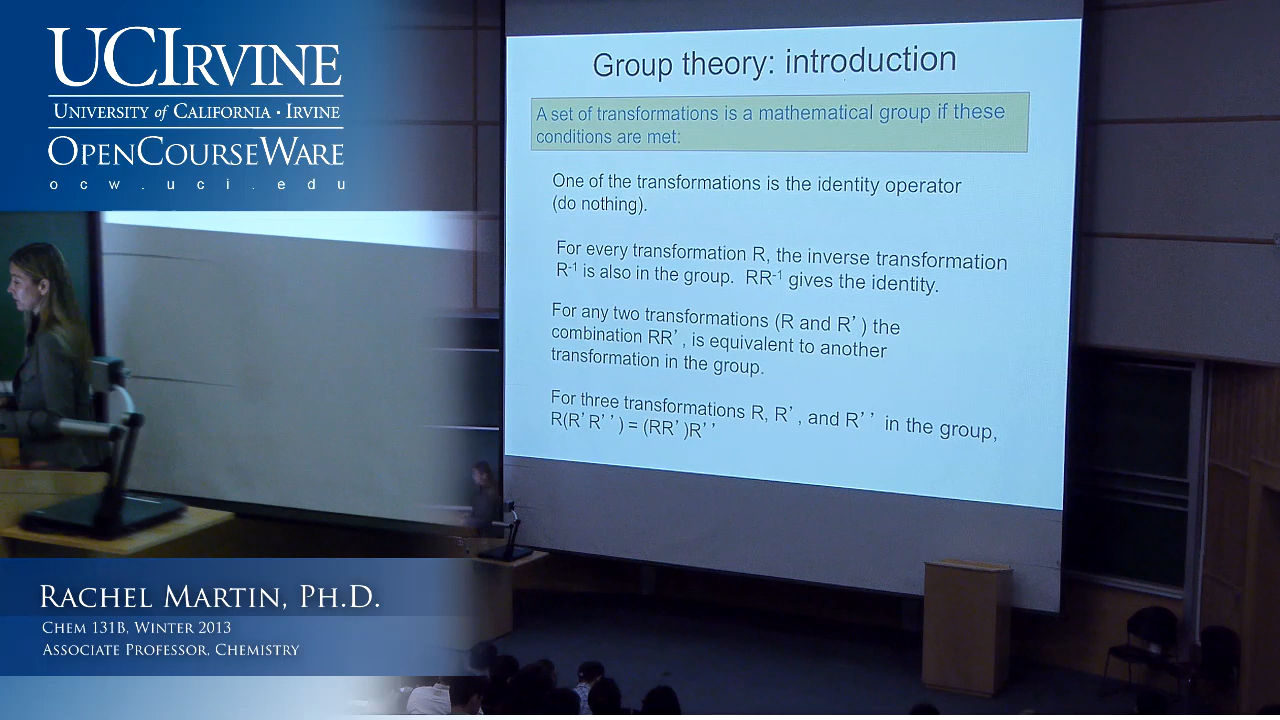 UCIRVINE
UNIVERSITY of CALIFORNIA · IRVINE
OPENCOURSEWARE
ocw.uci.edu
Group theory: introduction
A set of transformations is a mathematical group if these
conditions are met:
One of the transformations is the identity operator
(do nothing).
For every transformation R, the inverse transformation
R⁻¹ is also in the group. RR⁻¹ gives the identity.
For any two transformations (R and R') the
combination RR', is equivalent to another
transformation in the group.
For three transformations R, R', and R'' in the group,
R(R'R'') = (RR')R''
RACHEL MARTIN, PH.D.
CHEM 131B, WINTER 2013
ASSOCIATE PROFESSOR, CHEMISTRY